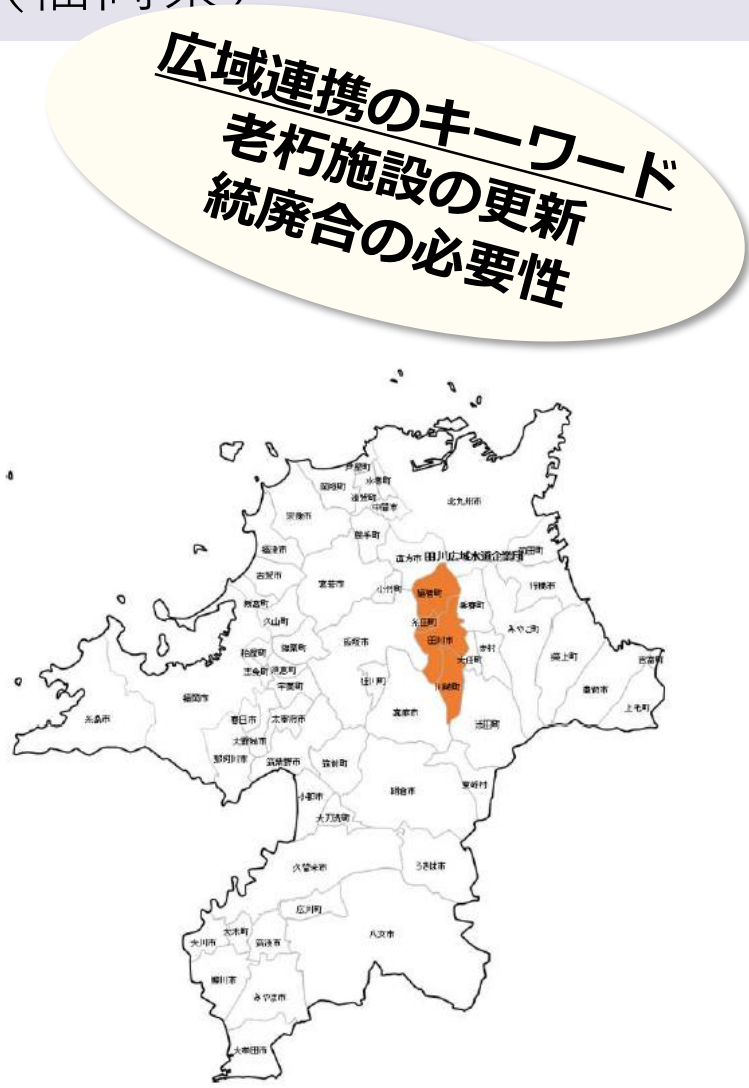 （福岡県）
広域連携のキーワード
老朽施設の更新
統廃合の必要性
芦屋町
水巻町
岡垣町
遠賀町
中間市
北九州市
宗像市
鞍手町
福津市
直方市
田川広域水道企業団
苅田町
古賀市
宮若市
小竹町
福智町
行橋市
新宮町
香春町
久山町
糸田町
みやこ町
田川市
飯塚市
粕屋町
篠栗町
赤村
志免町
須恵町
大任町
築上町
吉富町
宇美町
桂川町
川崎町
豊前市
上毛町
福岡市
糸島市
嘉麻市
添田町
春日市
太宰府市
大野城市
那珂川市
筑紫野市
筑前町
朝倉市
東峰村
小郡市
大刀洗町
久留米市
うきは市
広川町
大木町
大川市
筑後市
八女市
柳川市
みやま市
大牟田市